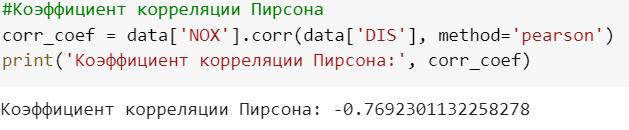 #Коэффициент корреляции Пирсона
corr_coef = data['NOX'].corr(data['DIS'], method='pearson')
print('Коэффициент корреляции Пирсона:', corr_coef)
Коэффициент корреляции Пирсона: -0.7692301132258278